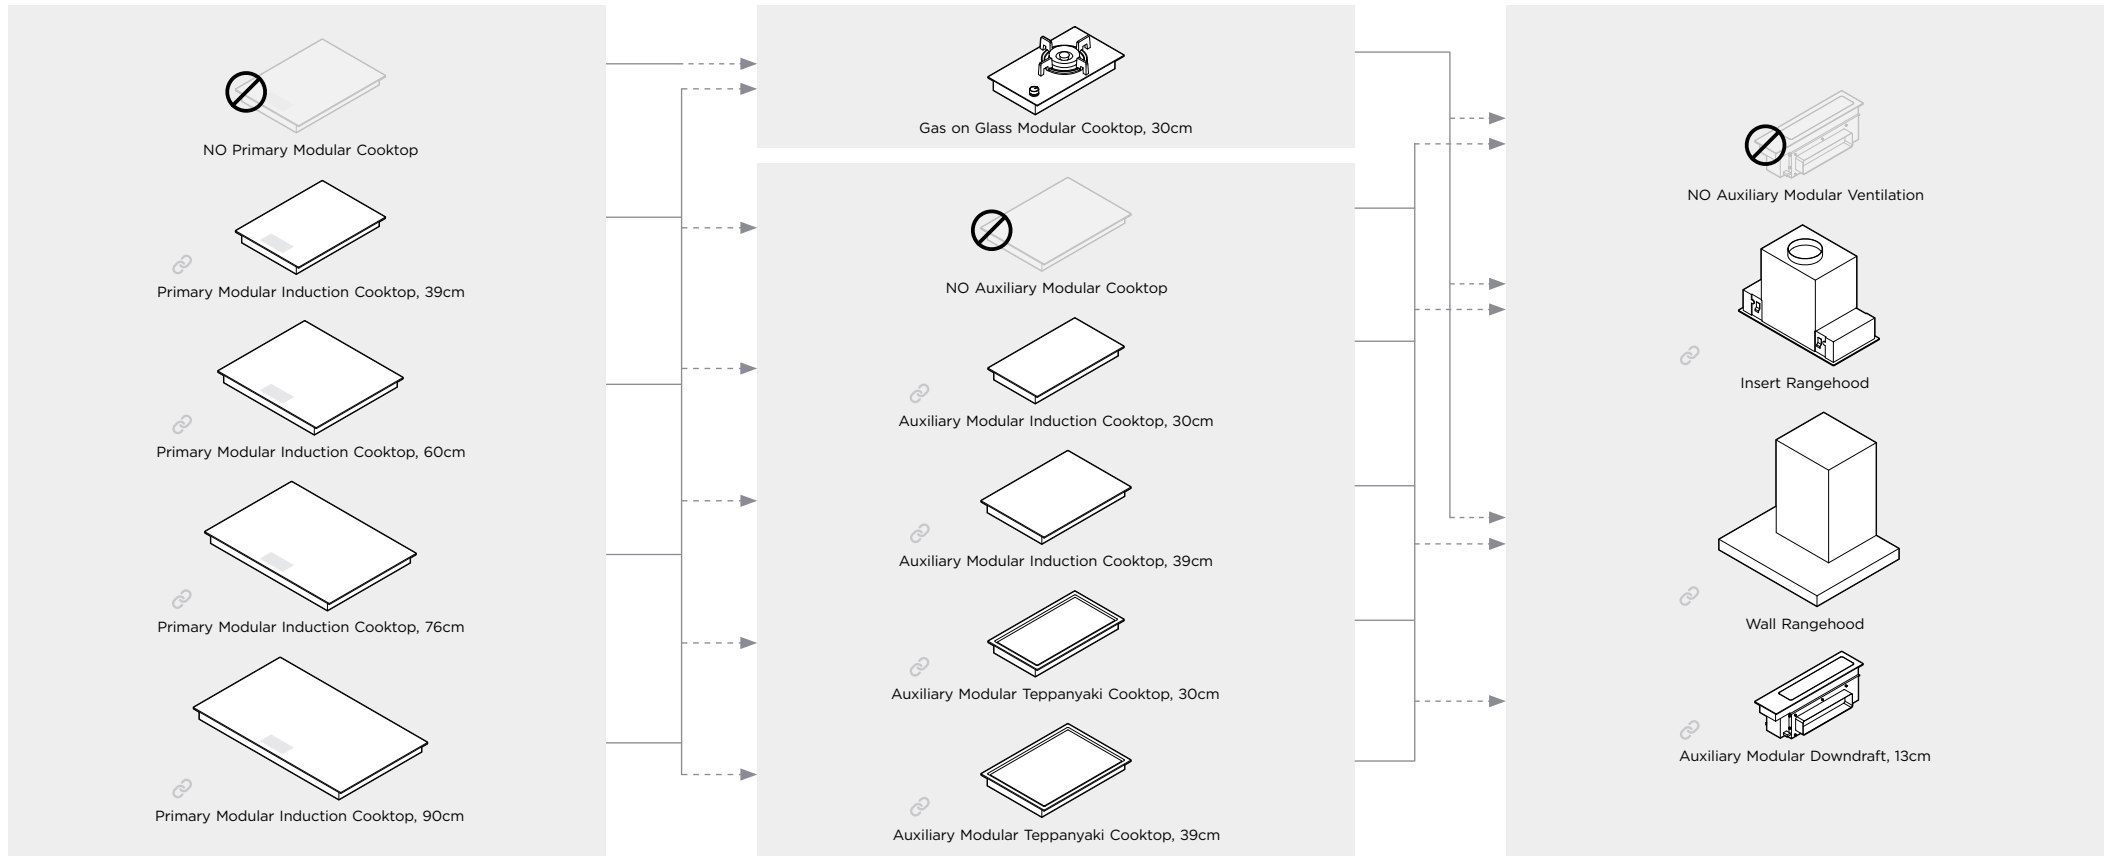 NO Primary Modular Cooktop
Primary Modular Induction Cooktop, 39cm
Primary Modular Induction Cooktop, 60cm
Primary Modular Induction Cooktop, 76cm
Primary Modular Induction Cooktop, 90cm
Gas on Glass Modular Cooktop, 30cm
NO Auxiliary Modular Cooktop
Auxiliary Modular Induction Cooktop, 30cm
Auxiliary Modular Induction Cooktop, 39cm
Auxiliary Modular Teppanyaki Cooktop, 30cm
Auxiliary Modular Teppanyaki Cooktop, 39cm
NO Auxiliary Modular Ventilation
Insert Rangehood
Wall Rangehood
Auxiliary Modular Downdraft, 13cm